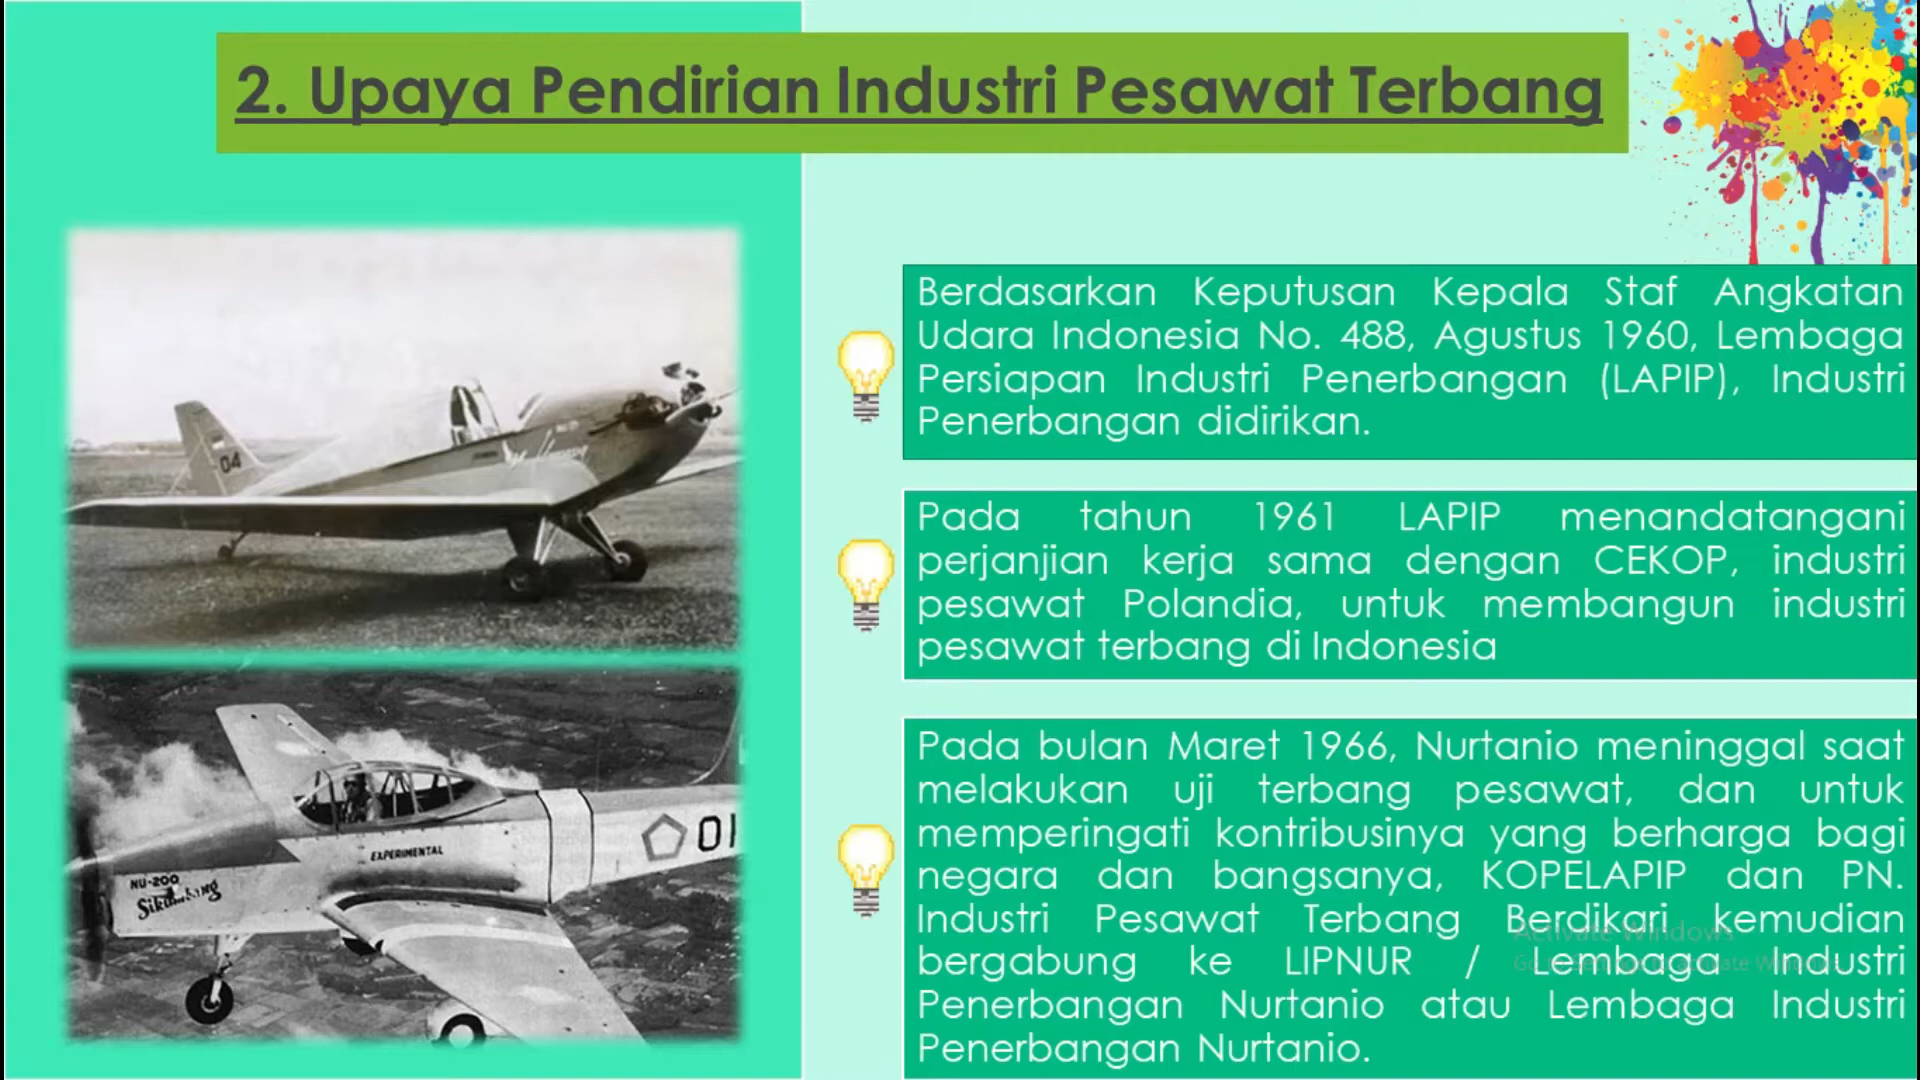 2. Upaya Pendirian Industri Pesawat Terbang
04
EXPERIMENTAL
NU-200
Sikumbang
01
Berdasarkan Keputusan Kepala Staf Angkatan
Udara Indonesia No. 488, Agustus 1960, Lembaga
Persiapan Industri Penerbangan (LAPIP), Industri
Penerbangan didirikan.
Pada tahun 1961 LAPIP menandatangani
perjanjian kerja sama dengan CEKOP, industri
pesawat Polandia, untuk membangun industri
pesawat terbang di Indonesia
Pada bulan Maret 1966, Nurtanio meninggal saat
melakukan uji terbang pesawat, dan untuk
memperingati kontribusinya yang berharga bagi
negara dan bangsanya, KOPELAPIP dan PN.
Industri Pesawat Terbang Berdikari kemudian
bergabung ke LIPNUR / Lembaga Industri
Penerbangan Nurtanio atau Lembaga Industri
Penerbangan Nurtanio.
Activate Windows